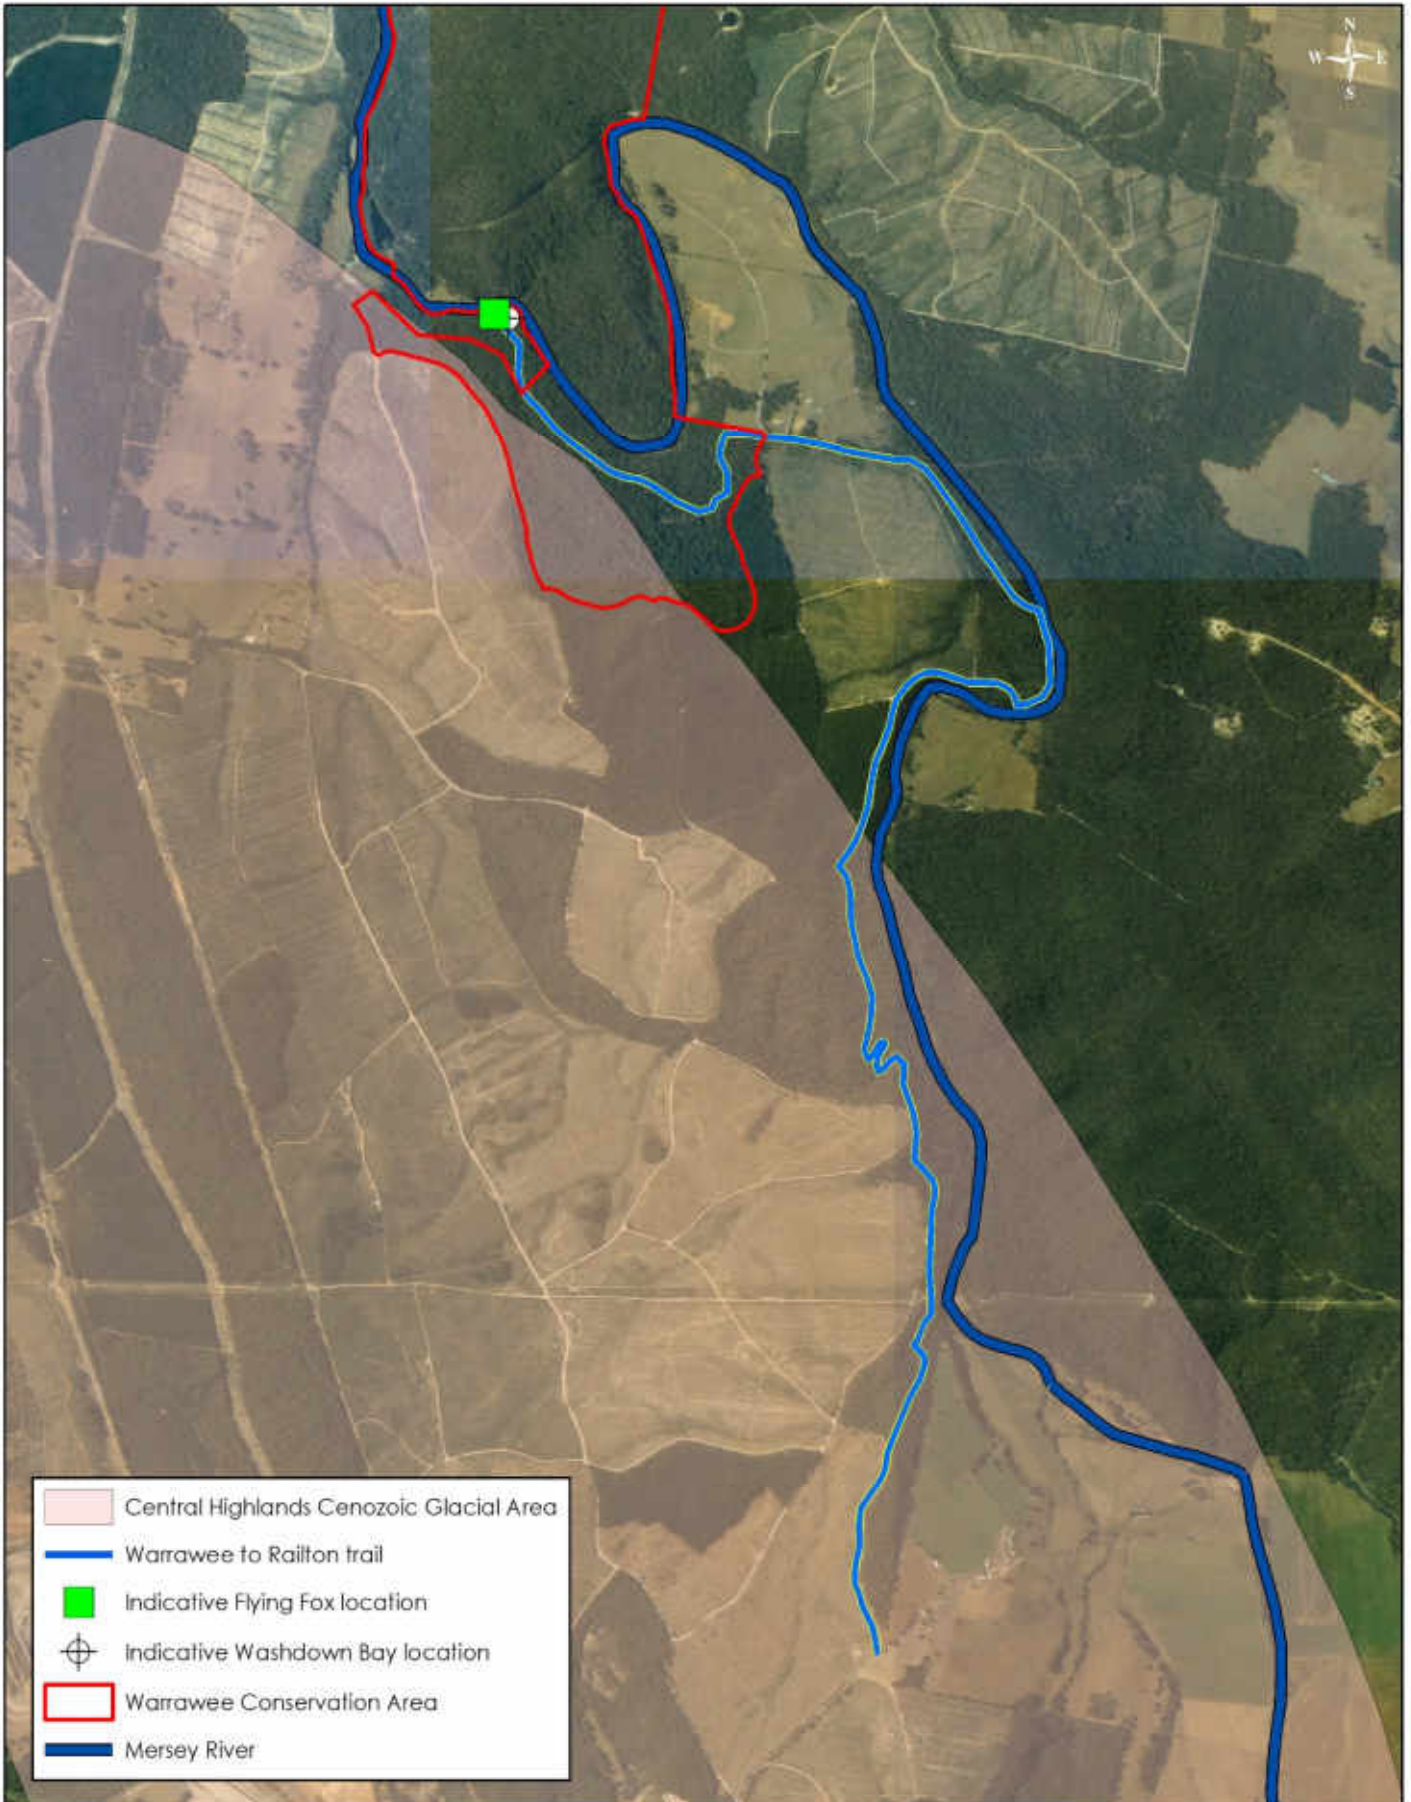 N
W E
S
Central Highlands Cenozoic Glacial Area
Warrawee to Railton trail
Indicative Flying Fox location
Indicative Washdown Bay location
Warrawee Conservation Area
Mersey River